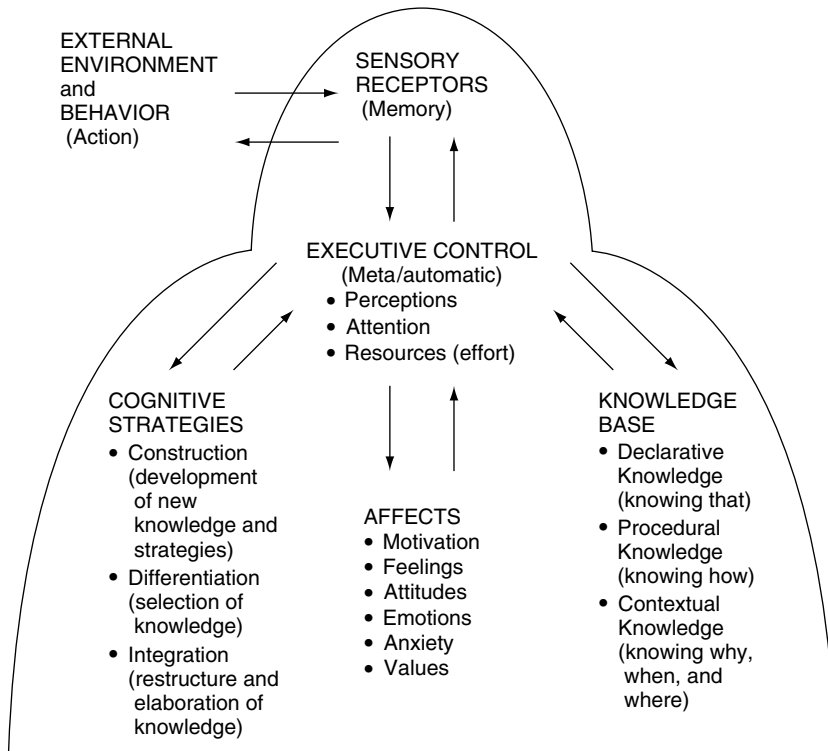 EXTERNAL
ENVIRONMENT
and
BEHAVIOR
(Action)
SENSORY
RECEPTORS
(Memory)
EXECUTIVE CONTROL
(Meta/automatic)
• Perceptions
• Attention
• Resources (effort)
COGNITIVE
STRATEGIES
• Construction
(development
of new
knowledge and
strategies)
• Differentiation
(selection of
knowledge)
• Integration
(restructure and
elaboration of
knowledge)
AFFECTS
• Motivation
• Feelings
• Attitudes
• Emotions
• Anxiety
• Values
KNOWLEDGE
BASE
• Declarative
Knowledge
(knowing that)
• Procedural
Knowledge
(knowing how)
• Contextual
Knowledge
(knowing why,
when, and
where)